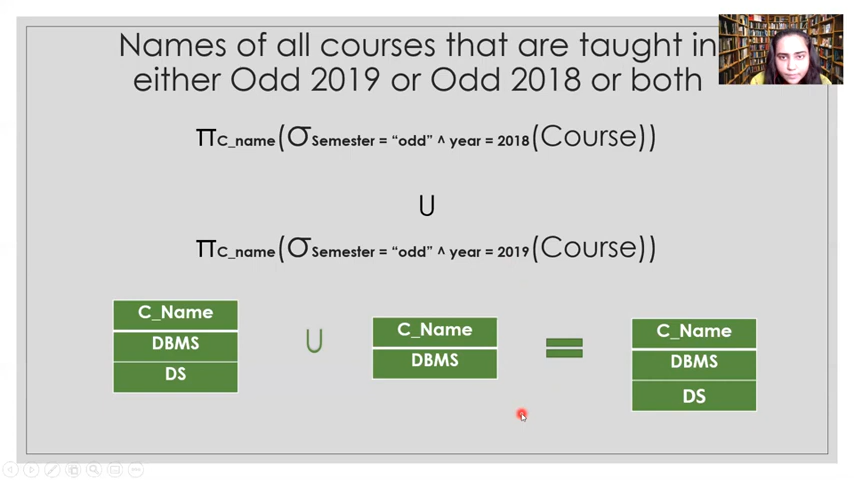 Names of all courses that are taught in
either Odd 2019 or Odd 2018 or both
πC_name(σSemester = “odd” ^ year = 2018(Course))
U
πC_name(σSemester = “odd” ^ year = 2019(Course))
C_Name
DBMS
DS
U
C_Name
DBMS
=
C_Name
DBMS
DS